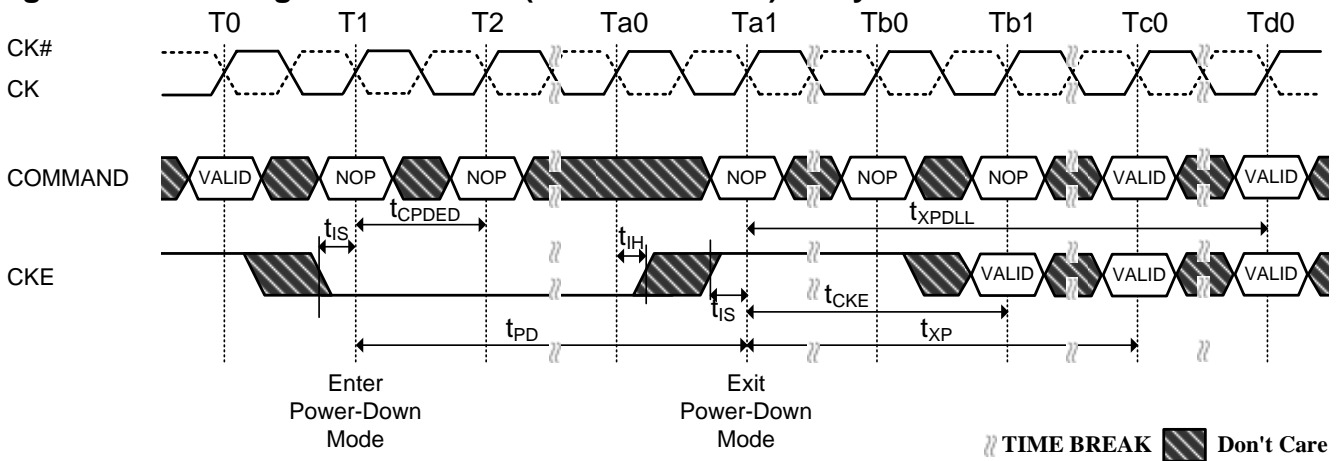 T0 T1 T2 Ta0 Ta1 Tb0 Tb1 Tc0 Td0
CK#
CK
COMMAND VALID NOP NOP NOP NOP NOP VALID VALID
tCPDED tXPDLL
tIS tIH
CKE VALID VALID VALID
tIS tCKE
tPD tXP
Enter
Power-Down
Mode
Exit
Power-Down
Mode
TIME BREAK Don't Care